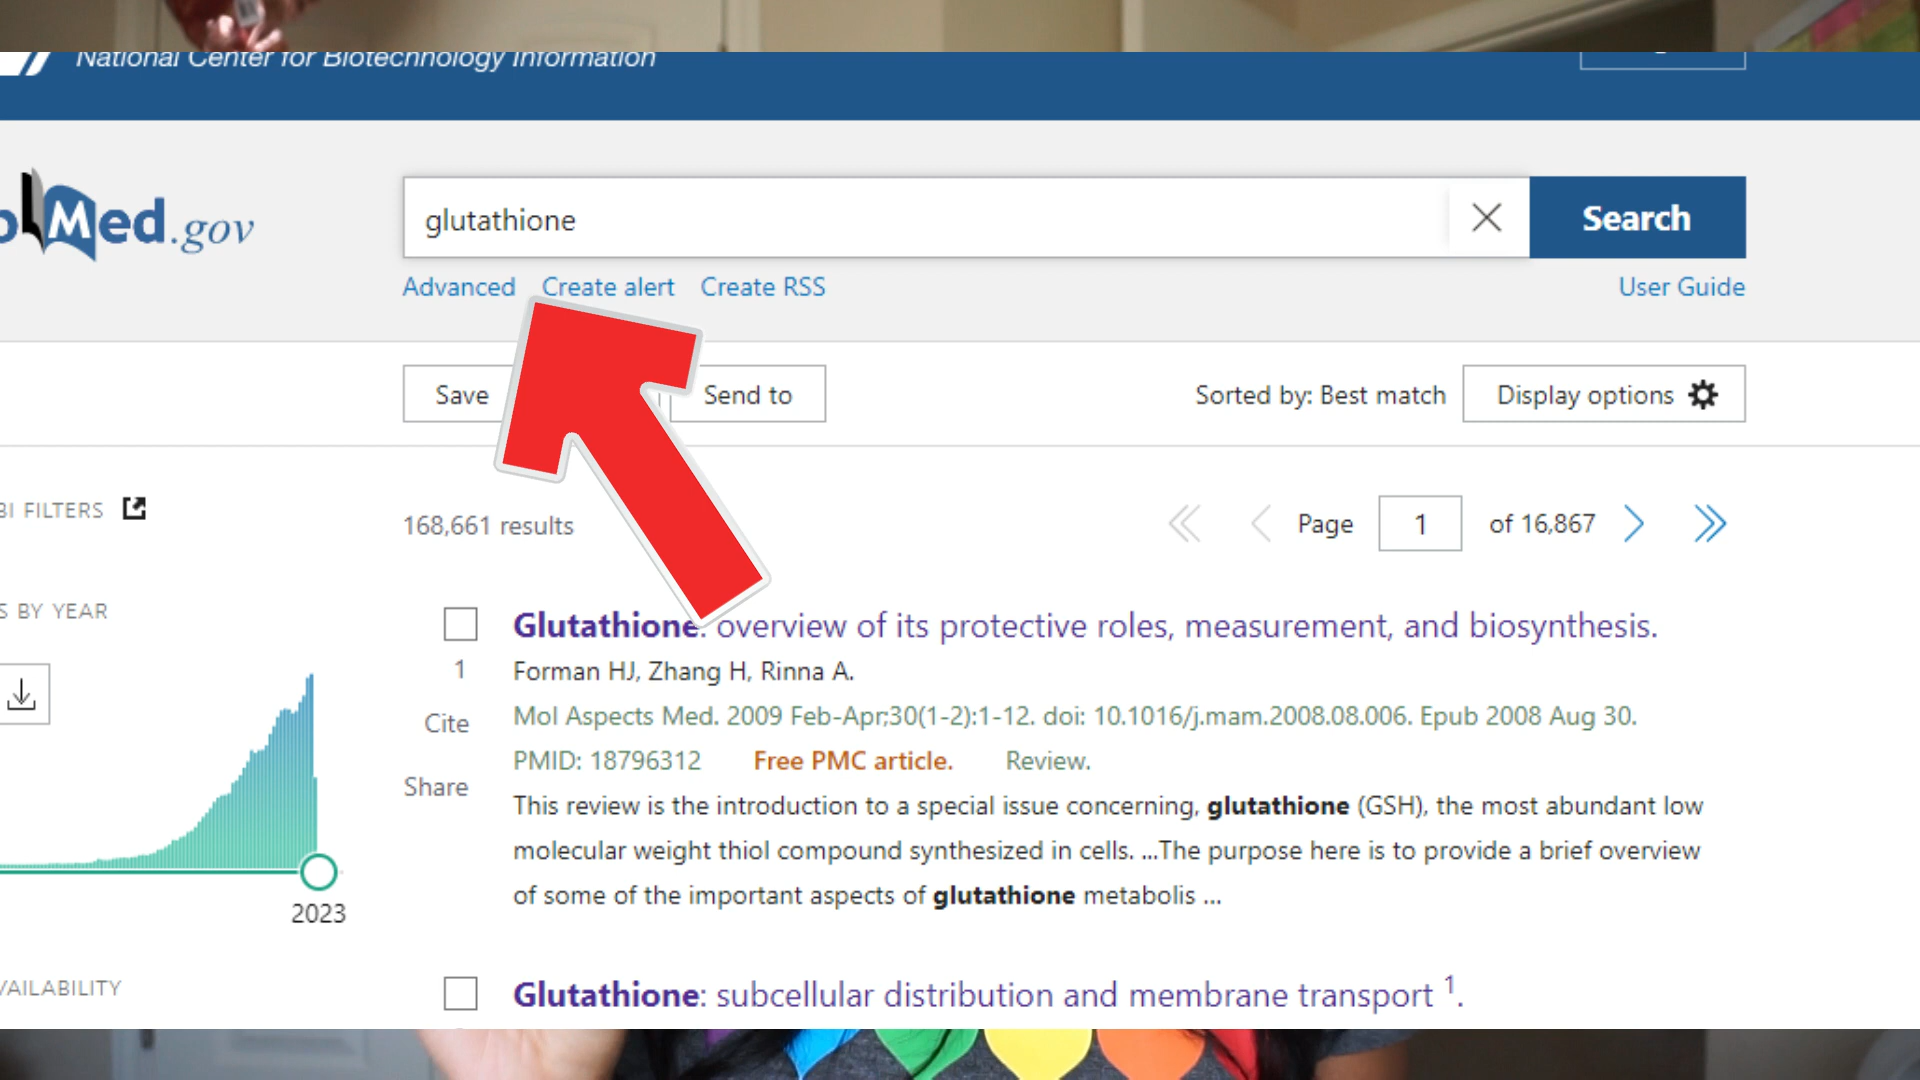 National Center for Biotechnology Information
Med.gov
glutathione
Search
Advanced Create alert Create RSS
User Guide
Save
Send to
Sorted by: Best match
Display options
FILTERS
168,661 results
Page 1 of 16,867
BY YEAR
Glutathione: overview of its protective roles, measurement, and biosynthesis.
1
Forman HJ, Zhang H, Rinna A.
Cite
Mol Aspects Med. 2009 Feb-Apr;30(1-2):1-12. doi: 10.1016/j.mam.2008.08.006. Epub 2008 Aug 30.
PMID: 18796312 Free PMC article. Review.
Share
This review is the introduction to a special issue concerning, glutathione (GSH), the most abundant low
molecular weight thiol compound synthesized in cells. ...The purpose here is to provide a brief overview
of some of the important aspects of glutathione metabolis ...
2023
VAILABILITY
Glutathione: subcellular distribution and membrane transport 1.